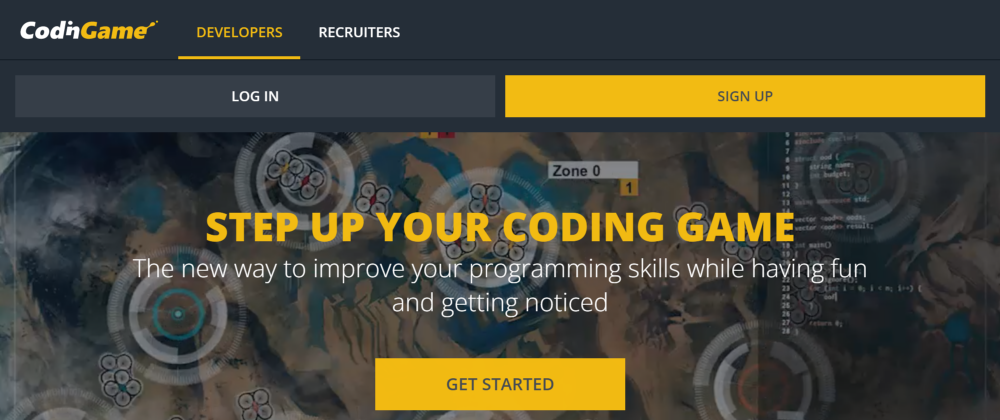 CodinGame
DEVELOPERS
RECRUITERS
LOG IN
SIGN UP
Zone 0
1
STEP UP YOUR CODING GAME
The new way to improve your programming skills while having fun
and getting noticed
GET STARTED